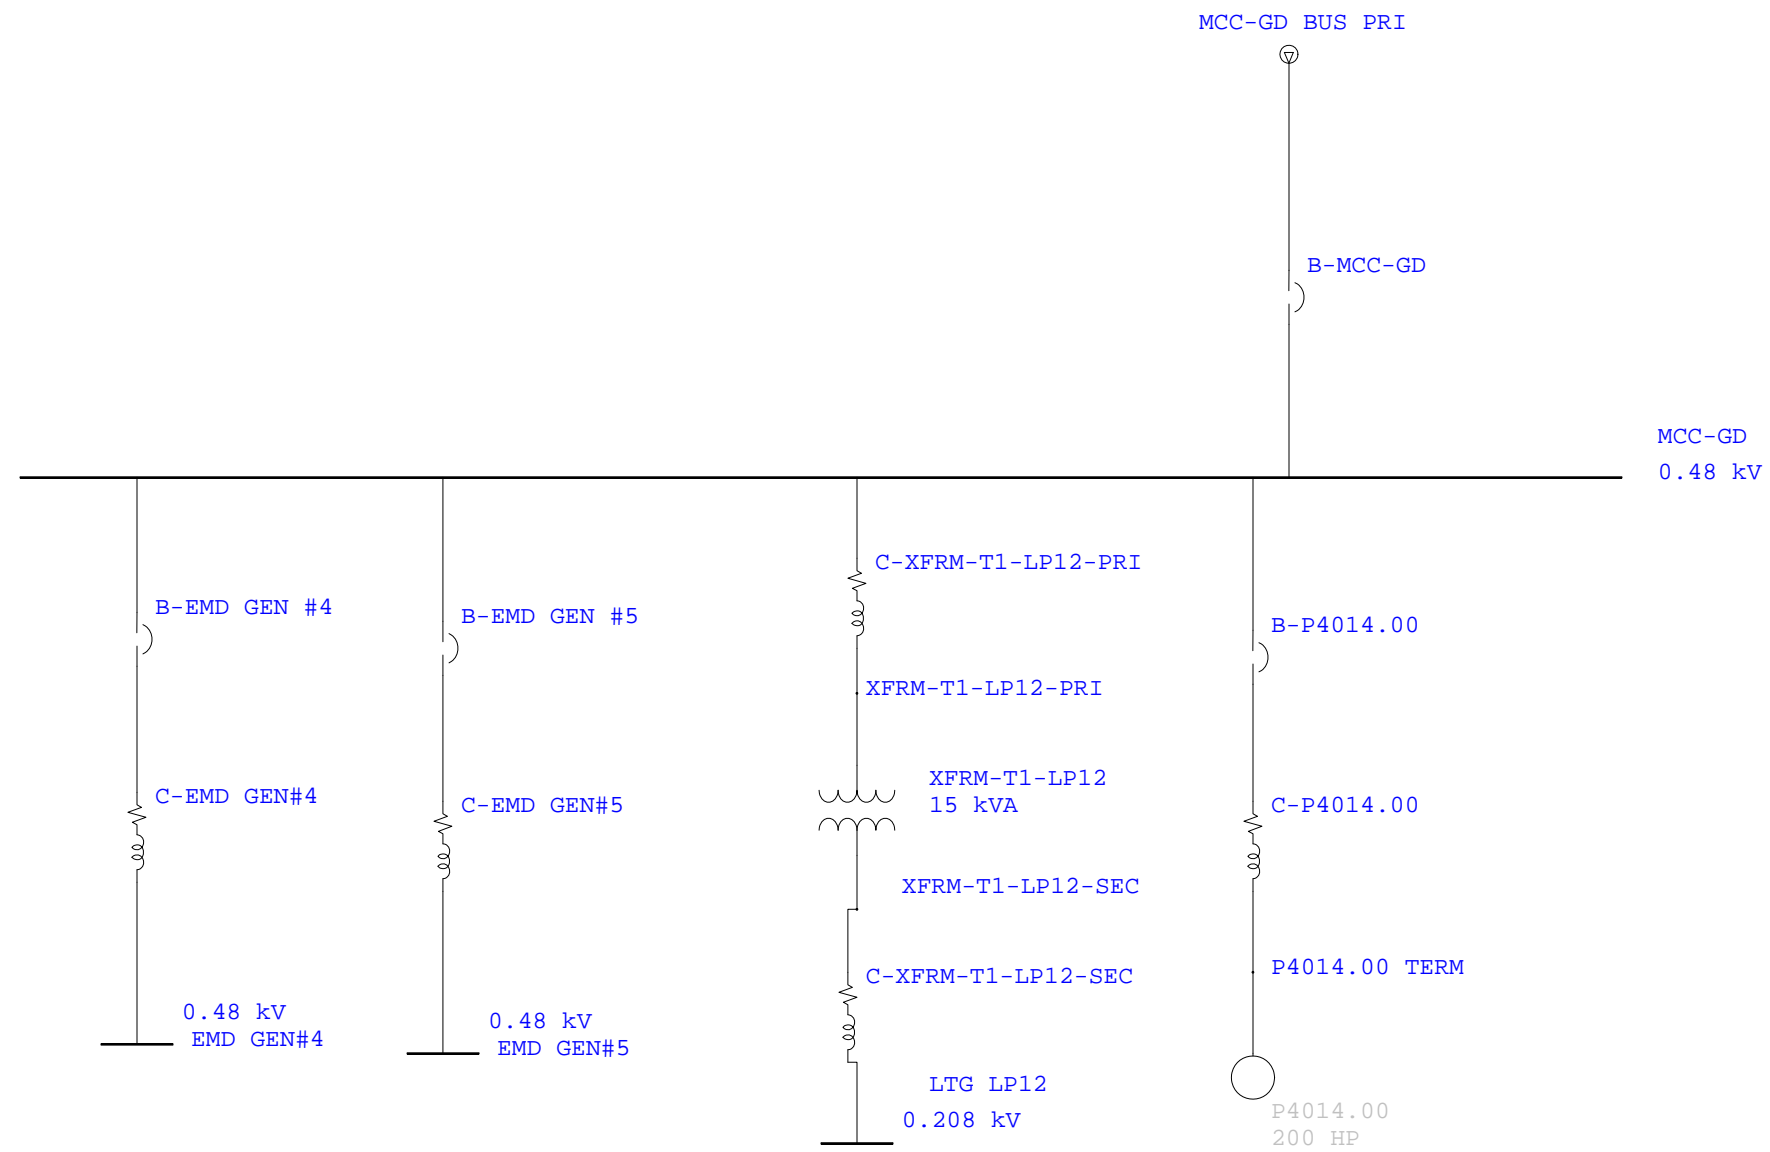 MCC-GD BUS PRI
B-MCC-GD
MCC-GD
0.48 kV
B-EMD GEN #4
C-EMD GEN#4
0.48 kV
EMD GEN#4
B-EMD GEN #5
C-EMD GEN#5
0.48 kV
EMD GEN#5
C-XFRM-T1-LP12-PRI
XFRM-T1-LP12-PRI
XFRM-T1-LP12
15 kVA
XFRM-T1-LP12-SEC
C-XFRM-T1-LP12-SEC
LTG LP12
0.208 kV
B-P4014.00
C-P4014.00
P4014.00 TERM
P4014.00
200 HP